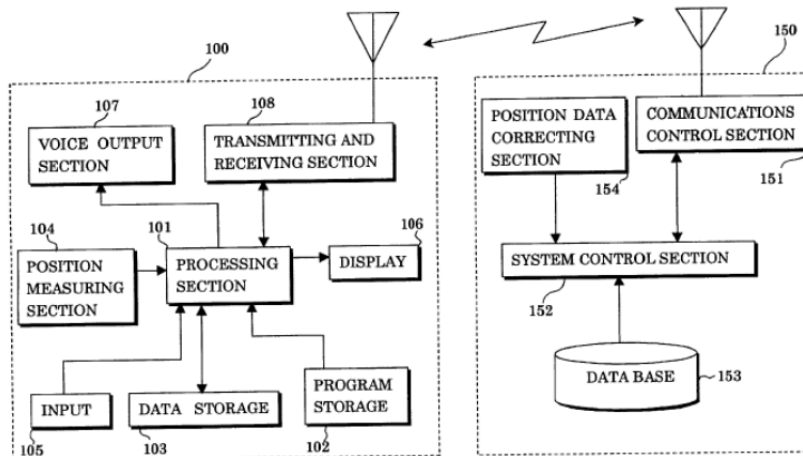 100
150
107
108
VOICE OUTPUT
SECTION
TRANSMITTING AND
RECEIVING SECTION
POSITION DATA
CORRECTING
SECTION
154
COMMUNICATIONS
CONTROL SECTION
151
104
101
106
POSITION
MEASURING
SECTION
PROCESSING
SECTION
DISPLAY
SYSTEM CONTROL SECTION
152
INPUT
105
DATA STORAGE
103
PROGRAM
STORAGE
102
DATA BASE
153